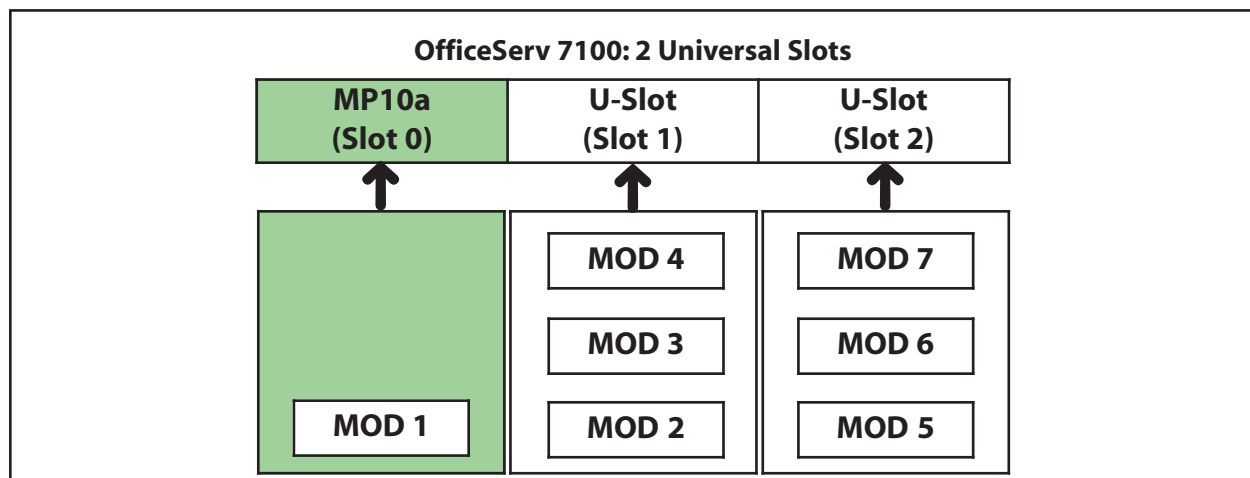 OfficeServ 7100: 2 Universal Slots
MP10a
(Slot 0)
U-Slot
(Slot 1)
U-Slot
(Slot 2)
MOD 4
MOD 7
MOD 3
MOD 6
MOD 1
MOD 2
MOD 5